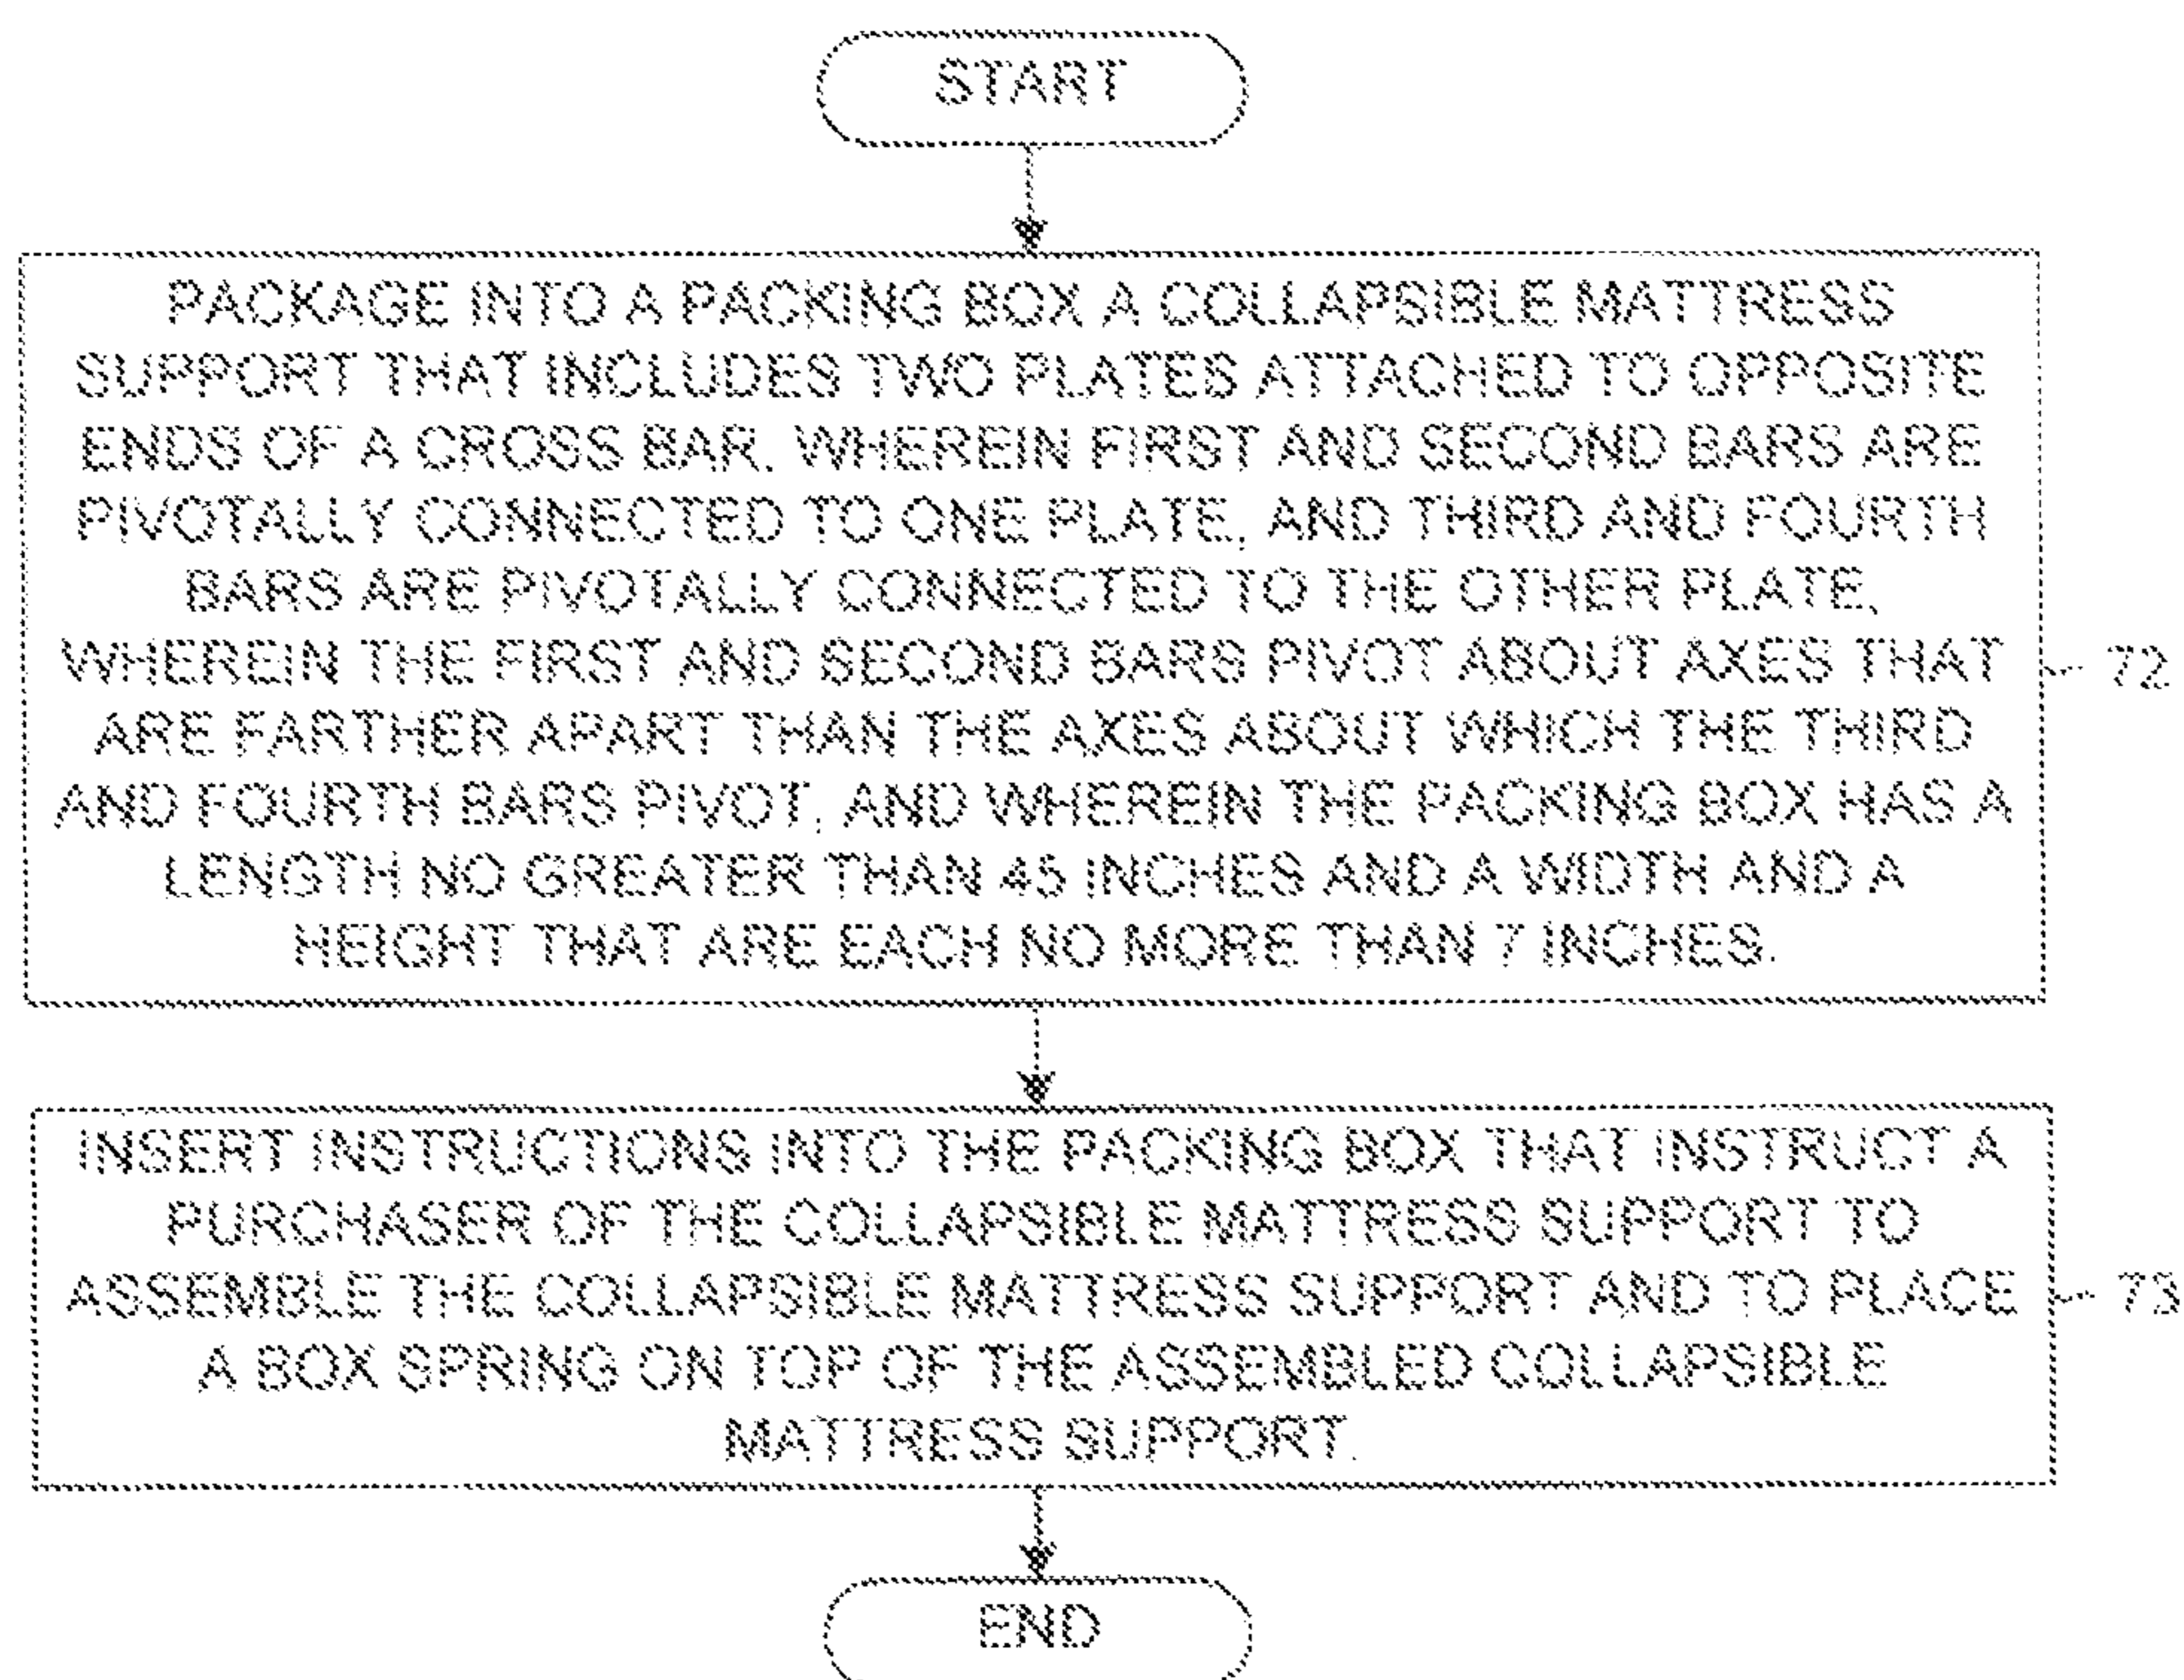 START
PACKAGE INTO A PACKING BOX A COLLAPSIBLE MATTRESS
SUPPORT THAT INCLUDES TWO PLATES ATTACHED TO OPPOSITE
ENDS OF A CROSS BAR, WHEREIN FIRST AND SECOND BARS ARE
PIVOTALLY CONNECTED TO ONE PLATE, AND THIRD AND FOURTH
BARS ARE PIVOTALLY CONNECTED TO THE OTHER PLATE,
WHEREIN THE FIRST AND SECOND BARS PIVOT ABOUT AXES THAT
ARE FARTHER APART THAN THE AXES ABOUT WHICH THE THIRD
AND FOURTH BARS PIVOT, AND WHEREIN THE PACKING BOX HAS A
LENGTH NO GREATER THAN 45 INCHES AND A WIDTH AND A
HEIGHT THAT ARE EACH NO MORE THAN 7 INCHES.
72
INSERT INSTRUCTIONS INTO THE PACKING BOX THAT INSTRUCT A
PURCHASER OF THE COLLAPSIBLE MATTRESS SUPPORT TO
ASSEMBLE THE COLLAPSIBLE MATTRESS SUPPORT AND TO PLACE
A BOX SPRING ON TOP OF THE ASSEMBLED COLLAPSIBLE
MATTRESS SUPPORT.
73
END